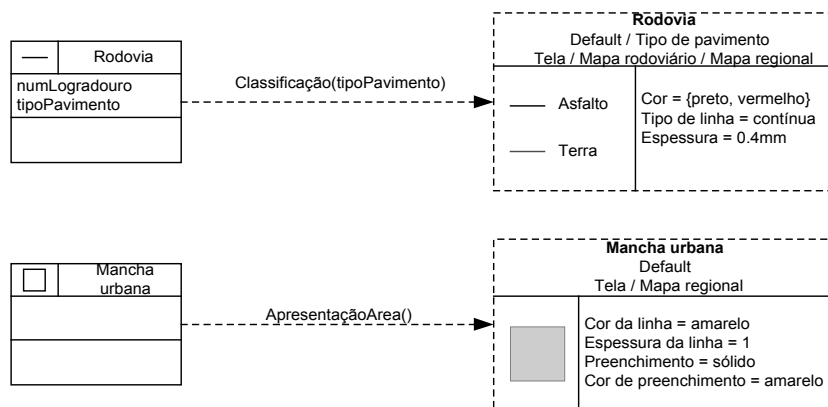 Rodovia
numLogradouro
tipoPavimento
Classificação(tipoPavimento)
Rodovia
Default / Tipo de pavimento
Tela / Mapa rodoviário / Mapa regional
Asfalto
Terra
Cor = {preto, vermelho}
Tipo de linha = contínua
Espessura = 0.4mm
Mancha
urbana
ApresentaçãoArea()
Mancha urbana
Default
Tela / Mapa regional
Cor da linha = amarelo
Espessura da linha = 1
Preenchimento = sólido
Cor de preenchimento = amarelo